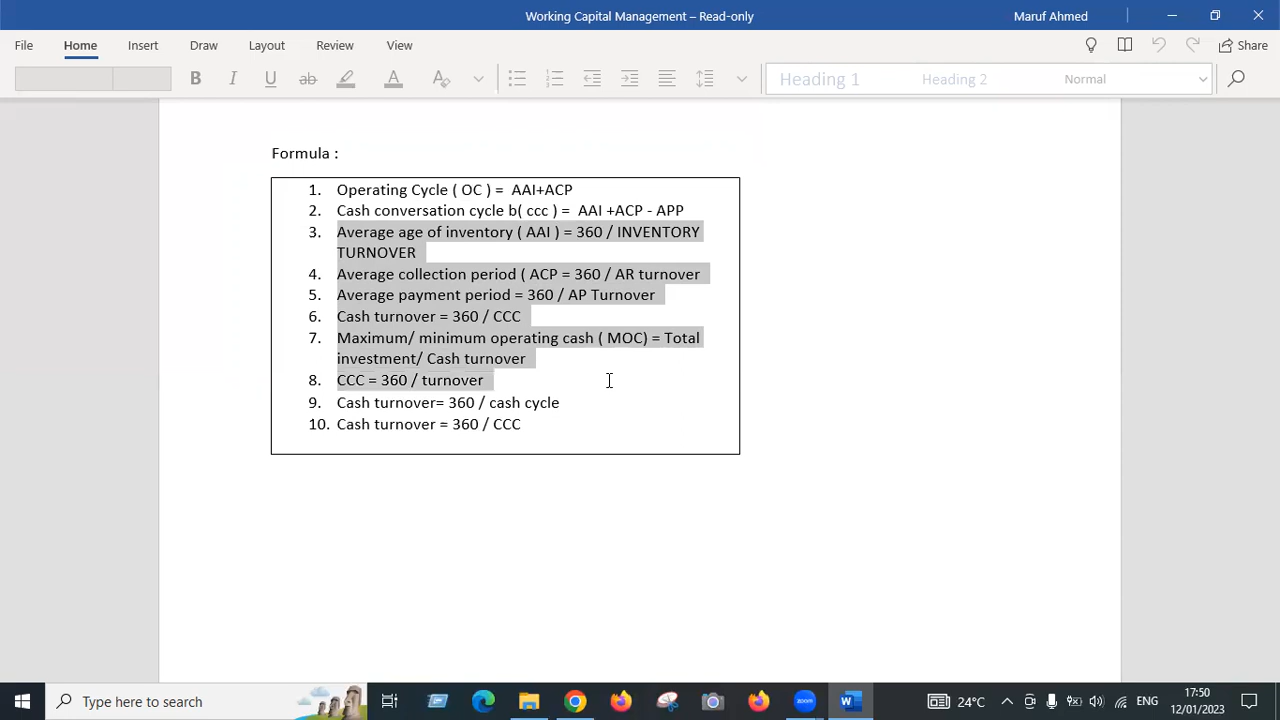 Working Capital Management – Read-only
Maruf Ahmed
File Home Insert Draw Layout References Review View
Share
Heading 1 Heading 2 Normal
Formula :
1. Operating Cycle ( OC ) = AAI+ACP
2. Cash conversation cycle b( ccc ) = AAI +ACP - APP
3. Average age of inventory ( AAI ) = 360 / INVENTORY
TURNOVER
4. Average collection period ( ACP = 360 / AR turnover
5. Average payment period = 360 / AP Turnover
6. Cash turnover = 360 / CCC
7. Maximum/ minimum operating cash ( MOC) = Total
investment/ Cash turnover
8. CCC = 360 / turnover
9. Cash turnover= 360 / cash cycle
10. Cash turnover = 360 / CCC
Type here to search
zoom
24°C
ENG
17:50
12/01/2023